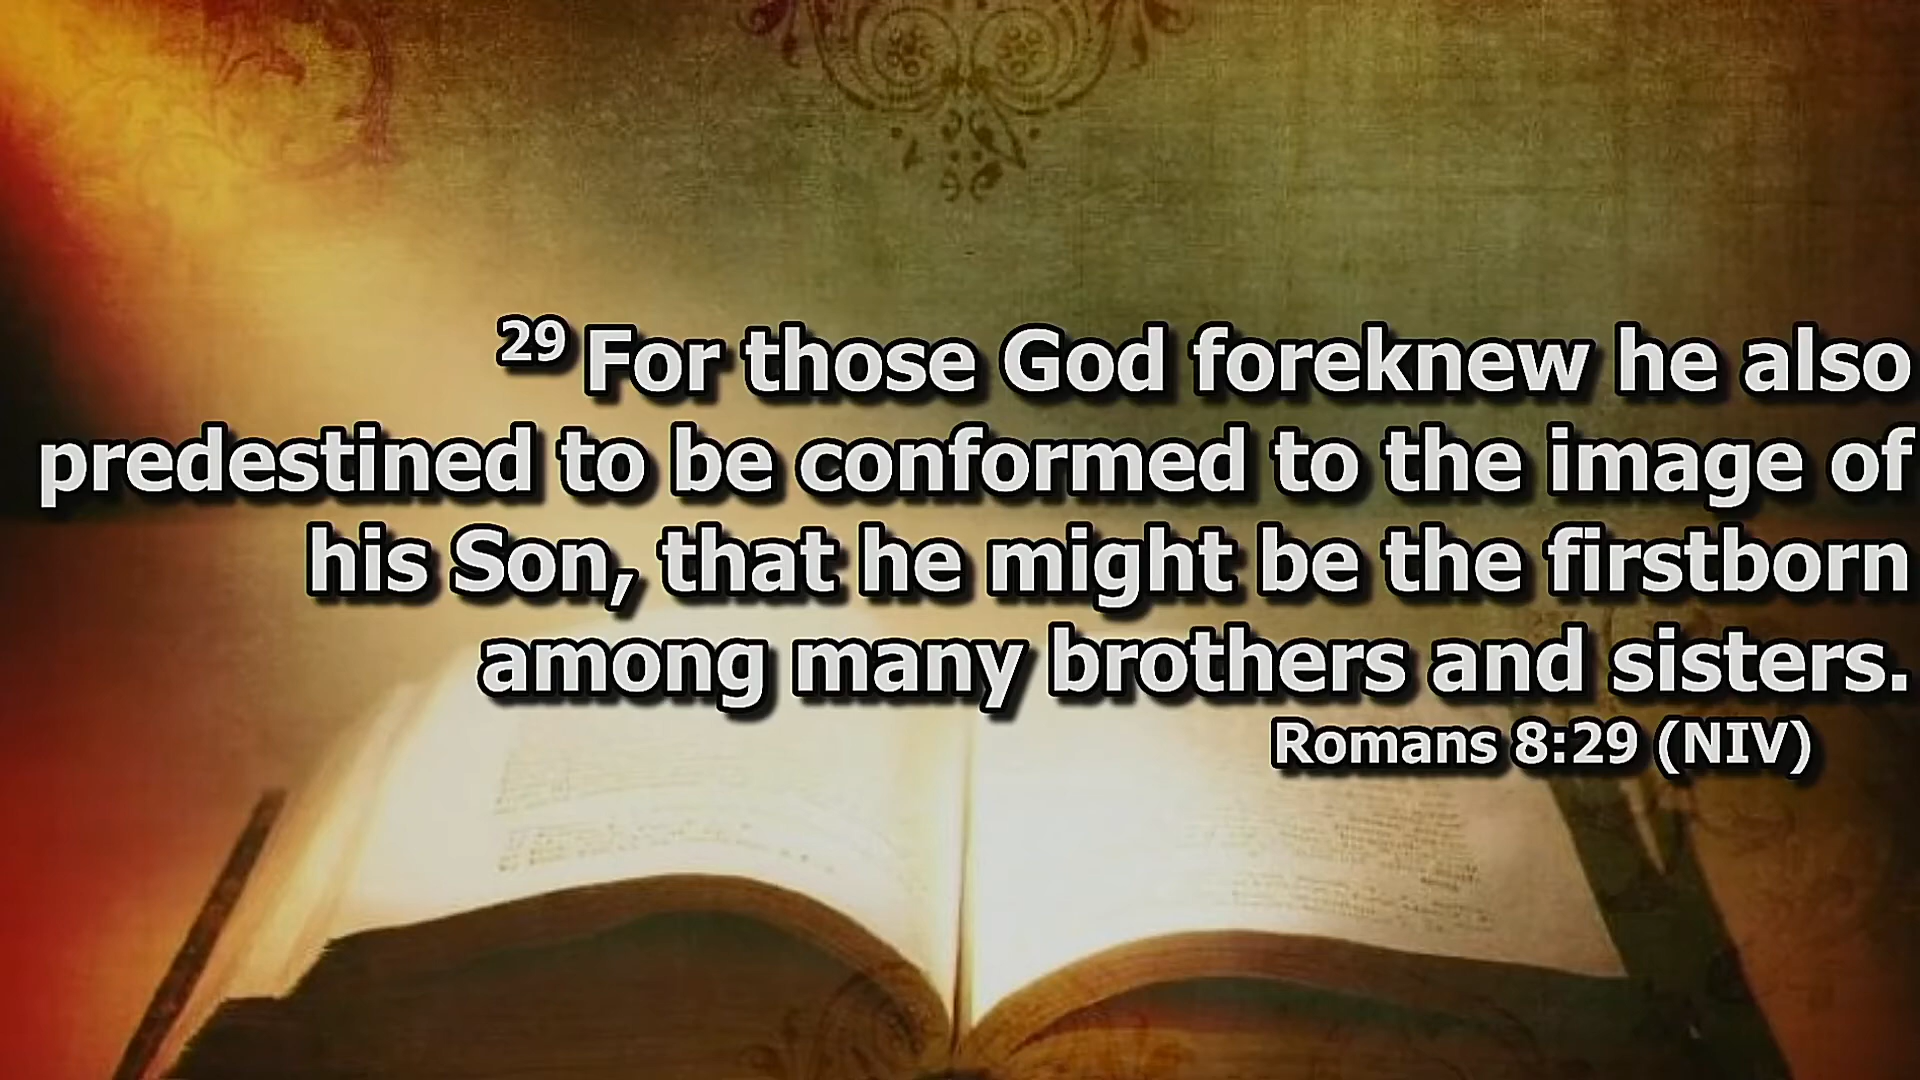 29 For those God foreknew he also
predestined to be conformed to the image of
his Son, that he might be the firstborn
among many brothers and sisters.
Romans 8:29 (NIV)